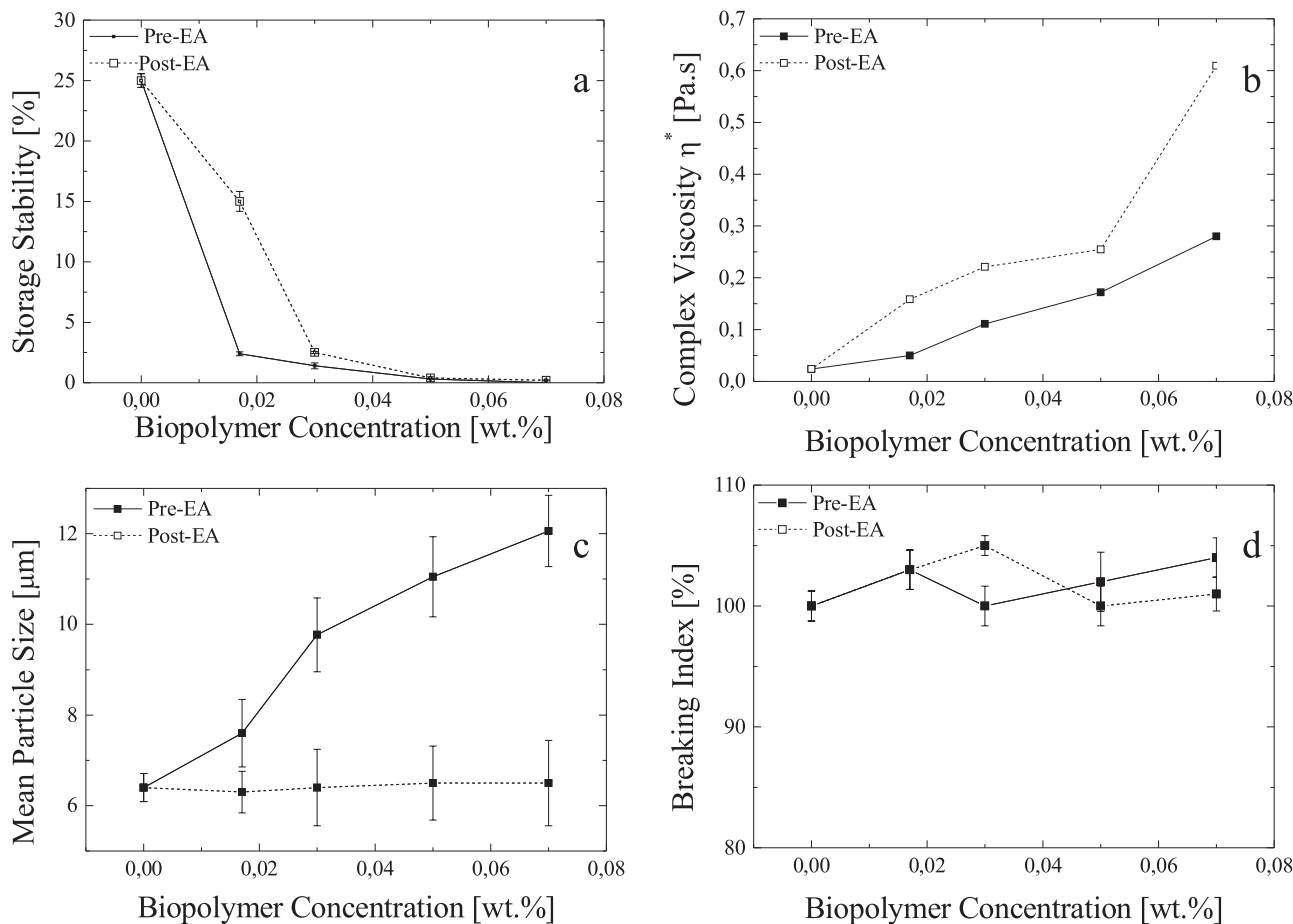 Pre-EA
Post-EA
a
Storage Stability [%]
30
25
20
15
10
5
0
0,00 0,02 0,04 0,06 0,08
Biopolymer Concentration [wt.%]
Pre-EA
Post-EA
b
Complex Viscosity η* [Pa.s]
0,7
0,6
0,5
0,4
0,3
0,2
0,1
0,0
0,00 0,02 0,04 0,06 0,08
Biopolymer Concentration [wt.%]
Pre-EA
Post-EA
c
Mean Particle Size [μm]
12
10
8
6
0,00 0,02 0,04 0,06 0,08
Biopolymer Concentration [wt.%]
Pre-EA
Post-EA
d
Breaking Index [%]
110
100
90
80
0,00 0,02 0,04 0,06 0,08
Biopolymer Concentration [wt.%]